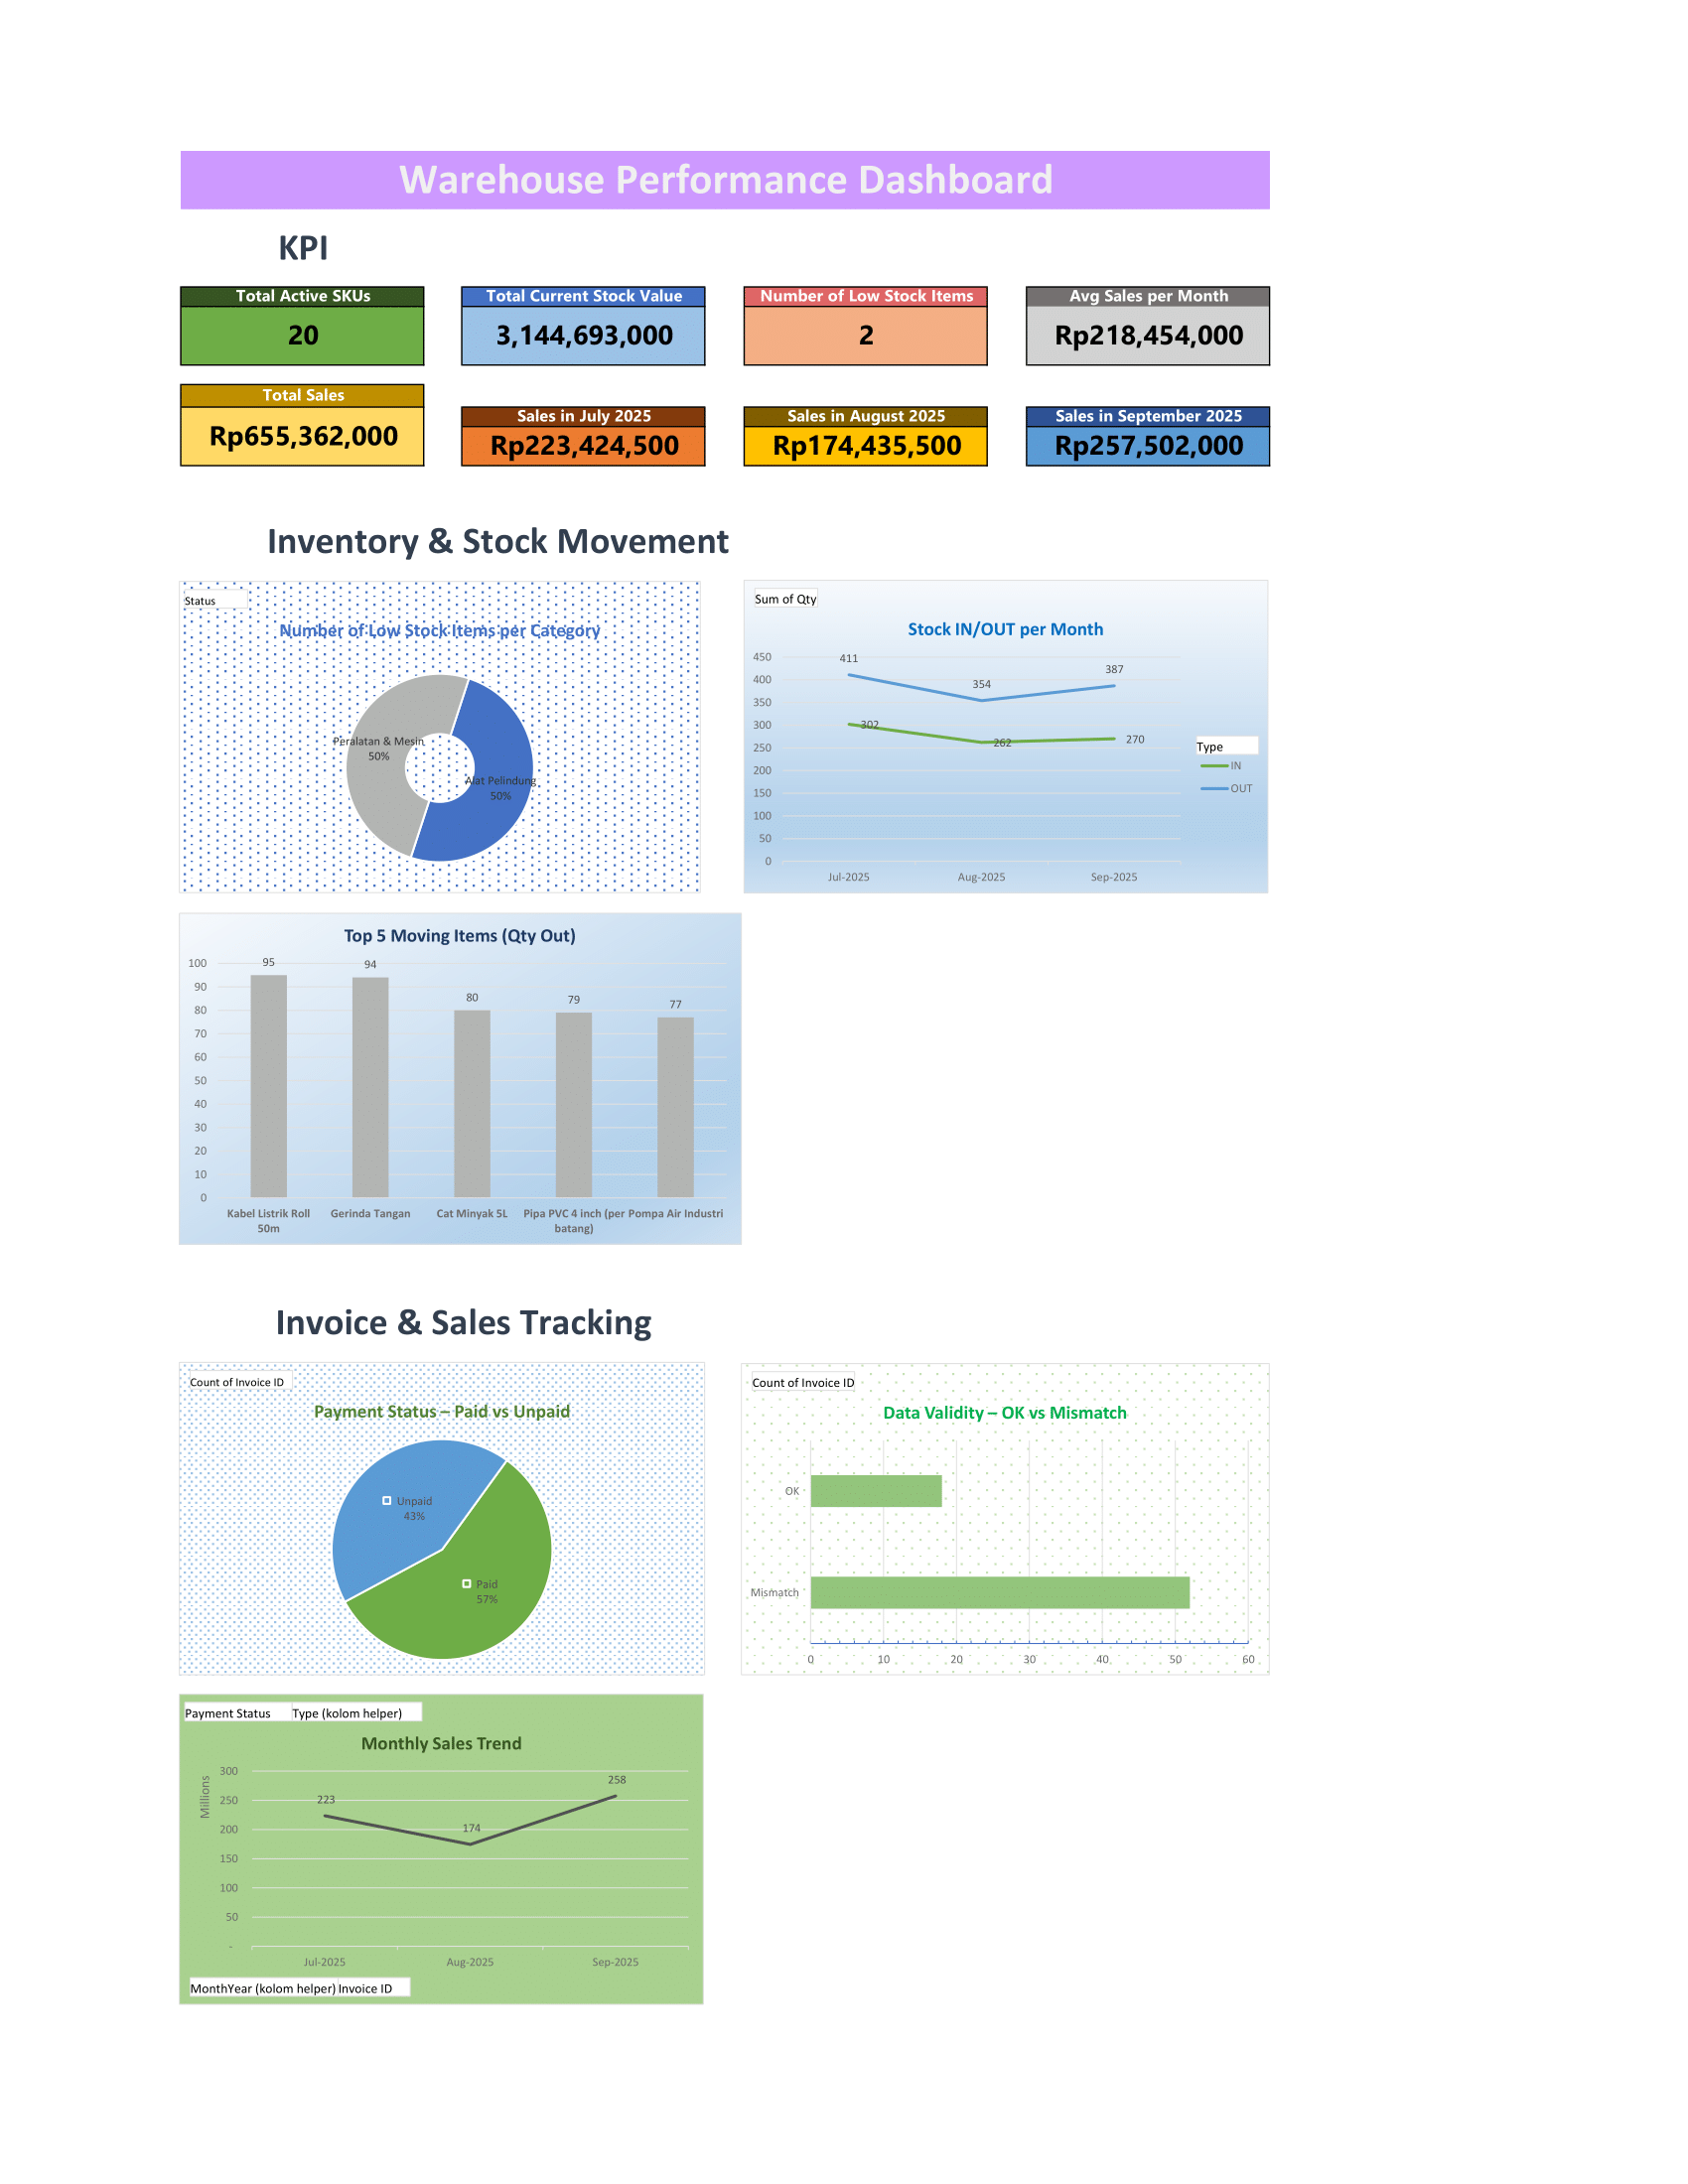 Warehouse Performance Dashboard
KPI
Total Active SKUs
20
Total Current Stock Value
3,144,693,000
Number of Low Stock Items
2
Avg Sales per Month
Rp218,454,000
Total Sales
Rp655,362,000
Sales in July 2025
Rp223,424,500
Sales in August 2025
Rp174,435,500
Sales in September 2025
Rp257,502,000
Inventory & Stock Movement
Status
Number of Low Stock Items per Category
Peralatan & Mesin
50%
Alat Pelindung
50%
Sum of Qty
Stock IN/OUT per Month
450
400
350
300
250
200
150
100
50
0
411
354
387
302
262
270
Jul-2025
Aug-2025
Sep-2025
Type
IN
OUT
Top 5 Moving Items (Qty Out)
100
90
80
70
60
50
40
30
20
10
0
95
94
80
79
77
Kabel Listrik Roll
50m
Gerinda Tangan
Cat Minyak 5L
Pipa PVC 4 inch (per
batang)
Pompa Air Industri
Invoice & Sales Tracking
Count of Invoice ID
Payment Status – Paid vs Unpaid
Unpaid
43%
Paid
57%
Count of Invoice ID
Data Validity – OK vs Mismatch
OK
Mismatch
0
10
20
30
40
50
60
Payment Status
Type (kolom helper)
Monthly Sales Trend
Millions
300
250
200
150
100
50
-
223
174
258
Jul-2025
Aug-2025
Sep-2025
MonthYear (kolom helper)
Invoice ID